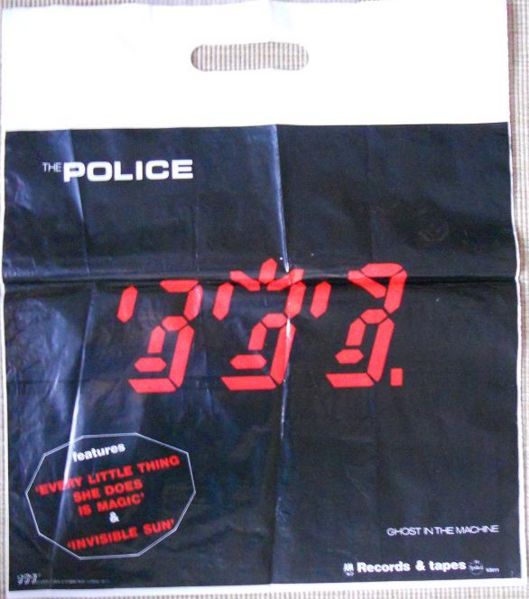 THE POLICE
features
'EVERY LITTLE THING
SHE DOES
IS MAGIC'
&
'INVISIBLE SUN'
GHOST IN THE MACHINE
Records & tapes